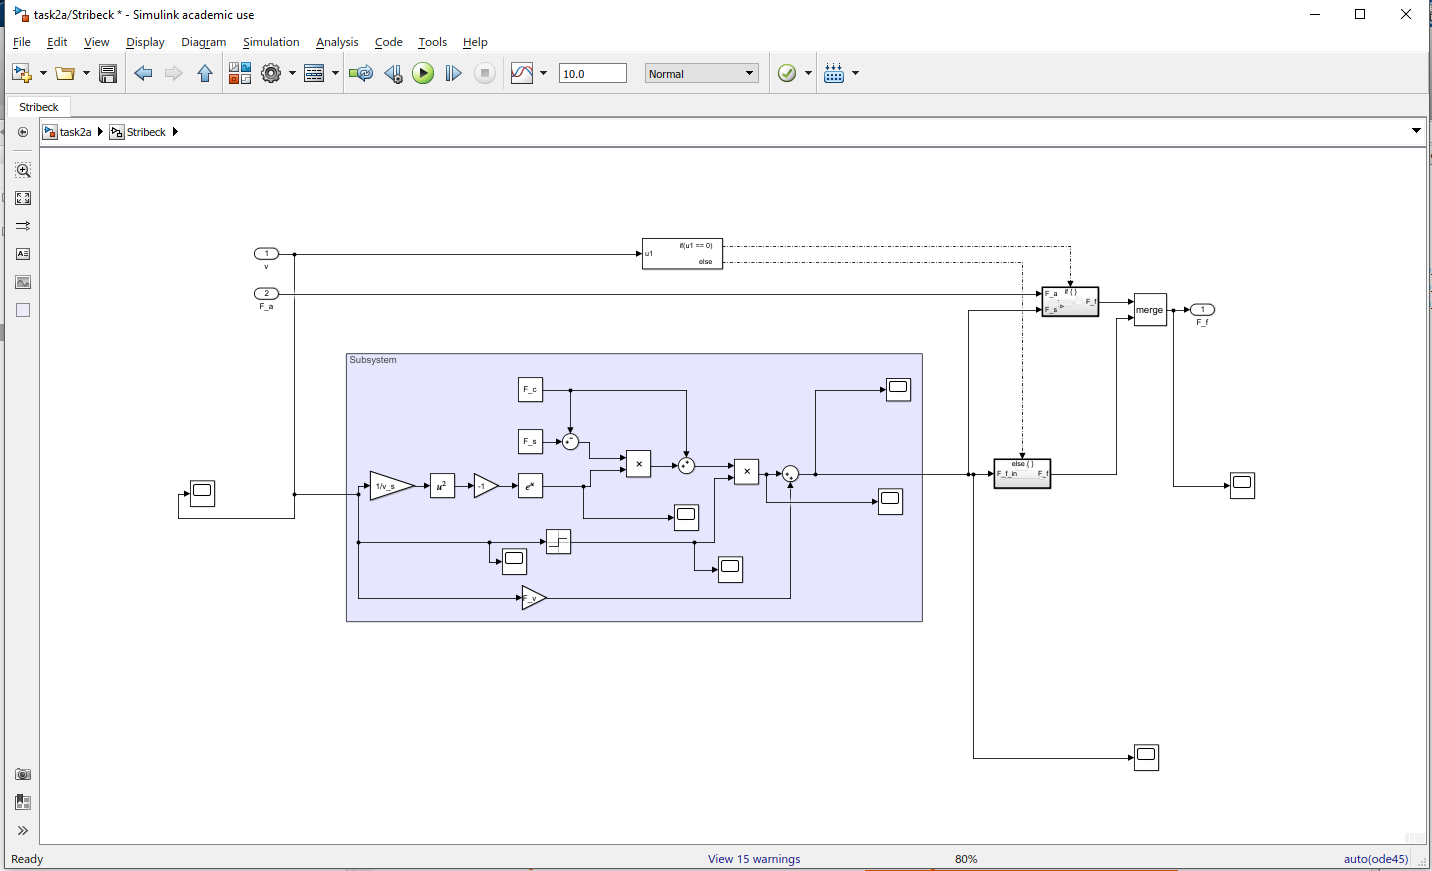 task2a/Stribeck * - Simulink academic use
File Edit View Display Diagram Simulation Analysis Code Tools Help
10.0 Normal
Stribeck
task2a Stribeck
1
v
u1
if(u1 == 0)
else
2
F_a
F_a if { } F_f
F_s
merge
1
F_f
Subsystem
F_c
F_s
×
×
1/v_s
u²
-1
eᵘ
else { }
F_f_in F_f
F_v
Ready View 15 warnings 80% auto(ode45)